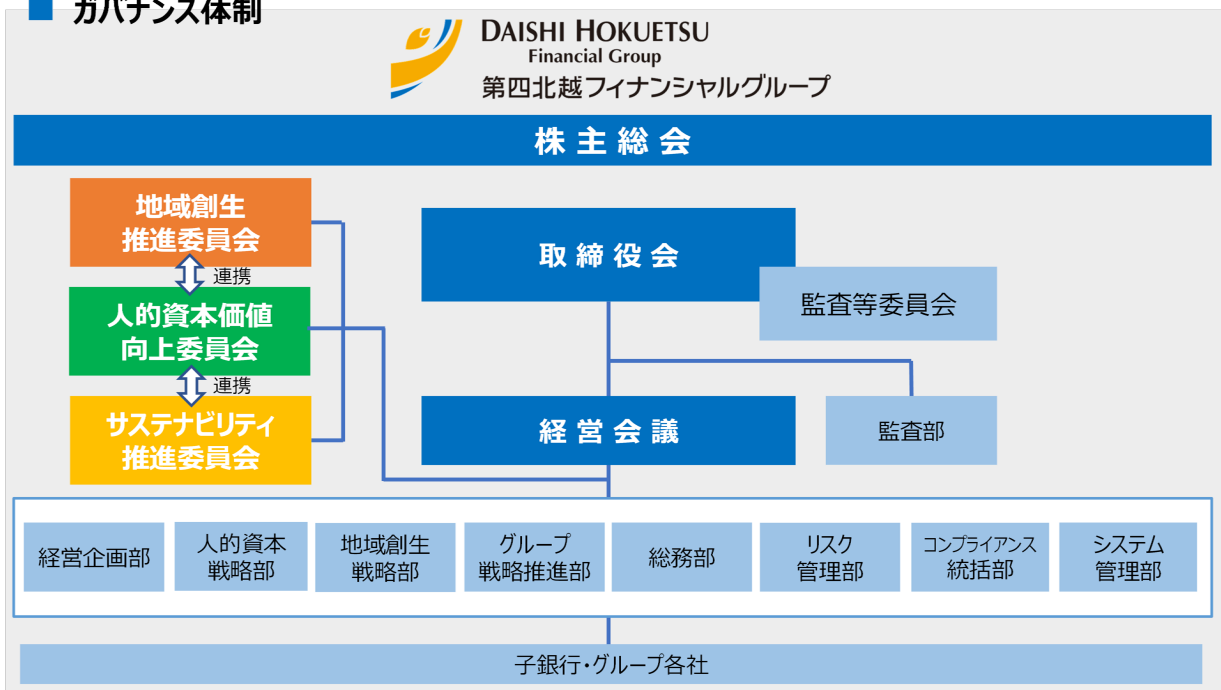 ■ ガバナンス体制
DAISHI HOKUETSU
Financial Group
第四北越フィナンシャルグループ
株主総会
地域創生
推進委員会
連携
人的資本価値
向上委員会
連携
サステナビリティ
推進委員会
取締役会
監査等委員会
経営会議
監査部
経営企画部
人的資本
戦略部
地域創生
戦略部
グループ
戦略推進部
総務部
リスク
管理部
コンプライアンス
統括部
システム
管理部
子銀行・グループ各社